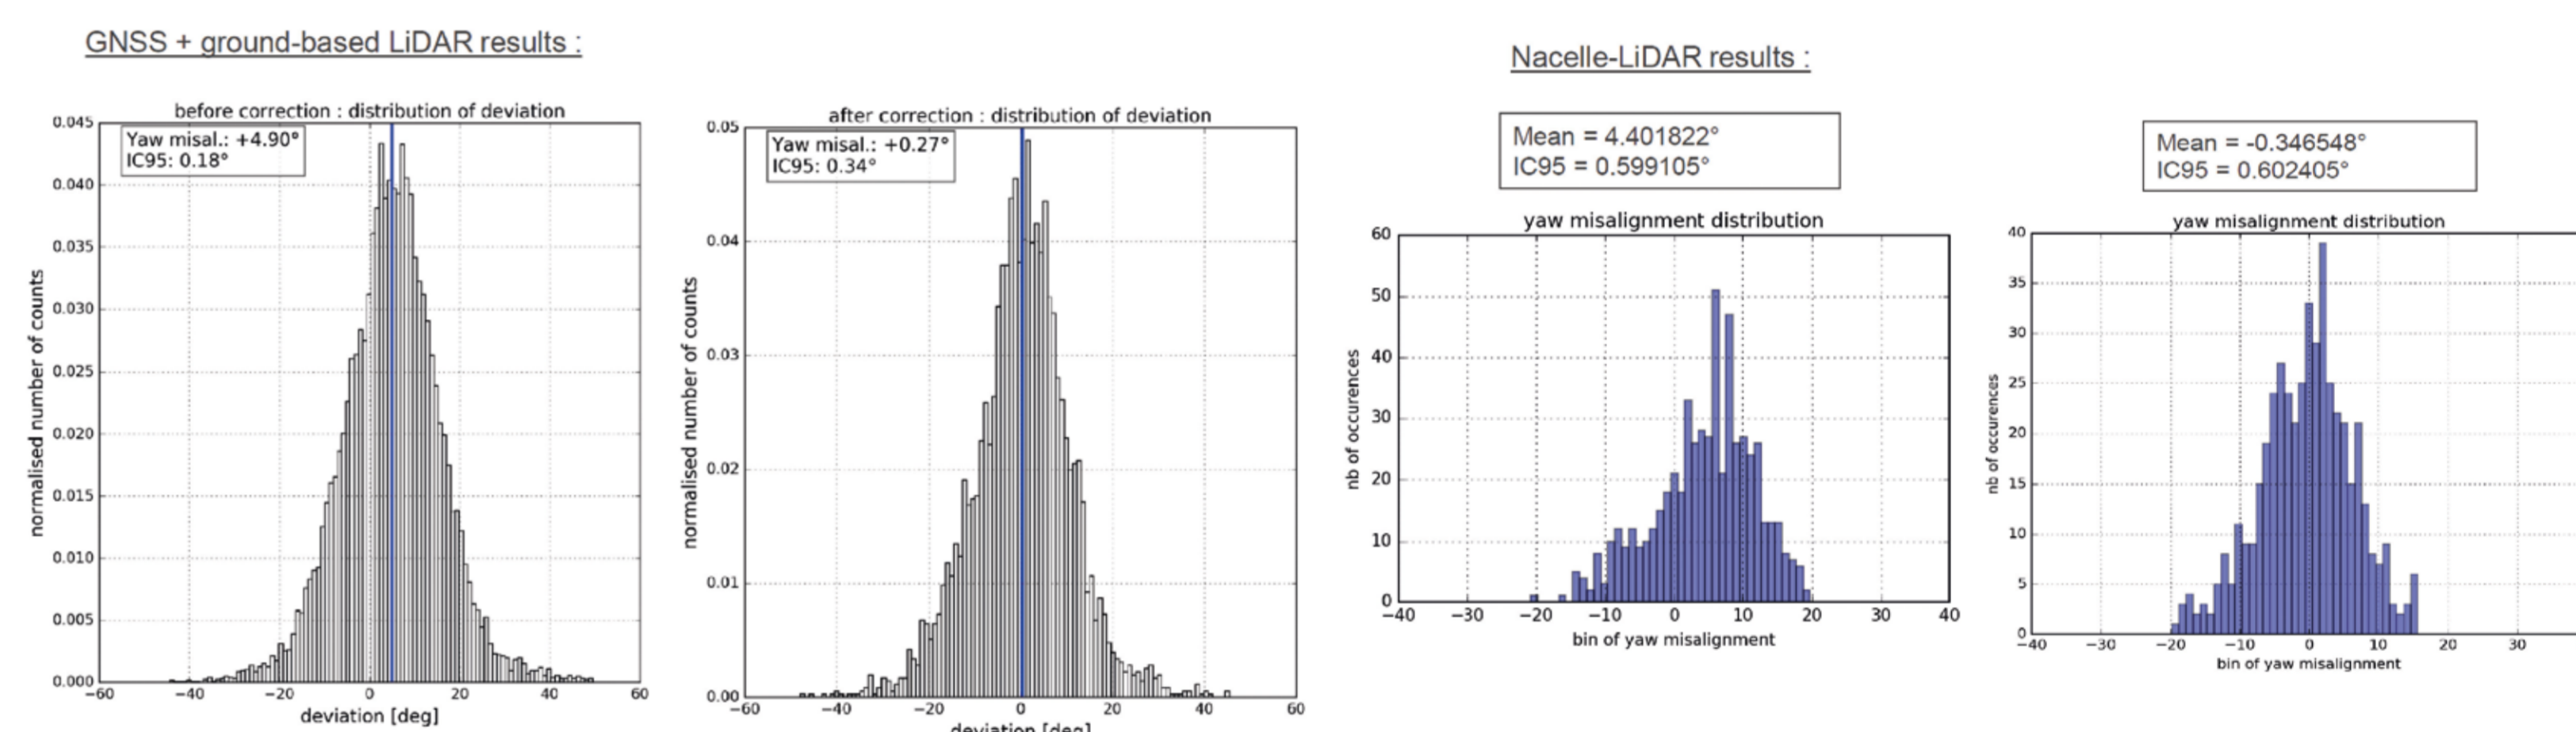 GNSS + ground-based LiDAR results :
before correction : distribution of deviation
Yaw misal.: +4.90°
IC95: 0.18°
normalised number of counts
0.045
0.040
0.035
0.030
0.025
0.020
0.015
0.010
0.005
0.000
−60 −40 −20 0 20 40 60
deviation [deg]
after correction : distribution of deviation
Yaw misal.: +0.27°
IC95: 0.34°
normalised number of counts
0.05
0.04
0.03
0.02
0.01
0.00
−60 −40 −20 0 20 40 60
deviation [deg]
Nacelle-LiDAR results :
Mean = 4.401822°
IC95 = 0.599105°
yaw misalignment distribution
nb of occurences
60
50
40
30
20
10
0
−40 −30 −20 −10 0 10 20 30 40
bin of yaw misalignment
Mean = -0.346548°
IC95 = 0.602405°
yaw misalignment distribution
nb of occurences
40
35
30
25
20
15
10
5
0
−40 −30 −20 −10 0 10 20 30
bin of yaw misalignment